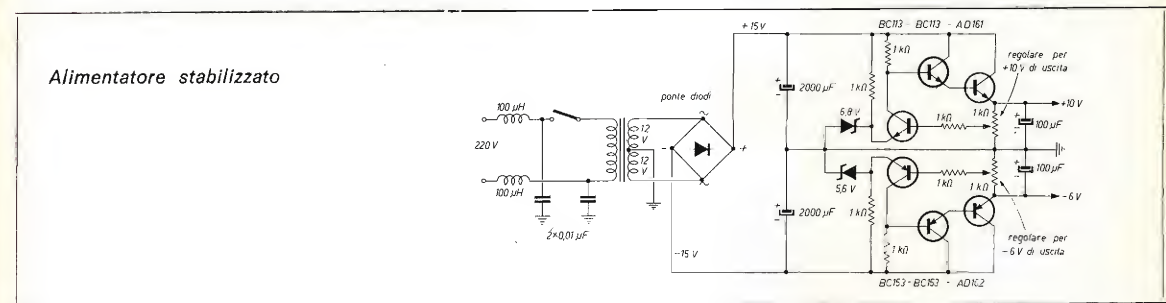 Alimentatore stabilizzato
100 µH
220 V
100 µH
2×0,01 µF
12 V
12 V
ponte diodi
~
-
+
~
+ 15 V
−15 V
+
-
2000 µF
+
-
2000 µF
BC113 - BC113 - AD161
1 kΩ
1 kΩ
6,8 V
1 kΩ
1 kΩ
regolare per
+10 V di uscita
+10 V
+
-
100 µF
5,6 V
1 kΩ
1 kΩ
1 kΩ
+
-
100 µF
−6 V
1 kΩ
regolare per
−6 V di uscita
BC153 - BC153 - AD162